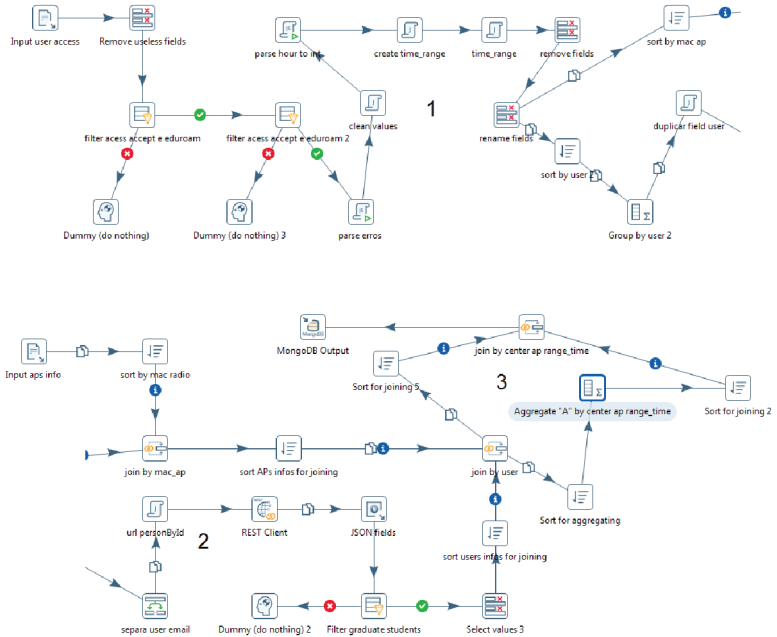 Input user access
Remove useless fields
parse hour to int
create time_range
time_range
remove fields
sort by mac ap
filter acess accept e eduroam
filter acess accept e eduroam 2
clean values
1
rename fields
duplicar field user
sort by user 2
Dummy (do nothing)
Dummy (do nothing) 3
parse erros
Group by user 2
MongoDB
MongoDB Output
join by center ap range_time
Input aps info
sort by mac radio
Sort for joining 5
3
Aggregate "A" by center ap range_time
Sort for joining 2
join by mac_ap
sort APs infos for joining
join by user
Sort for aggregating
url personById
2
REST Client
JSON fields
sort users infos for joining
separa user email
Dummy (do nothing) 2
Filter graduate students
Select values 3